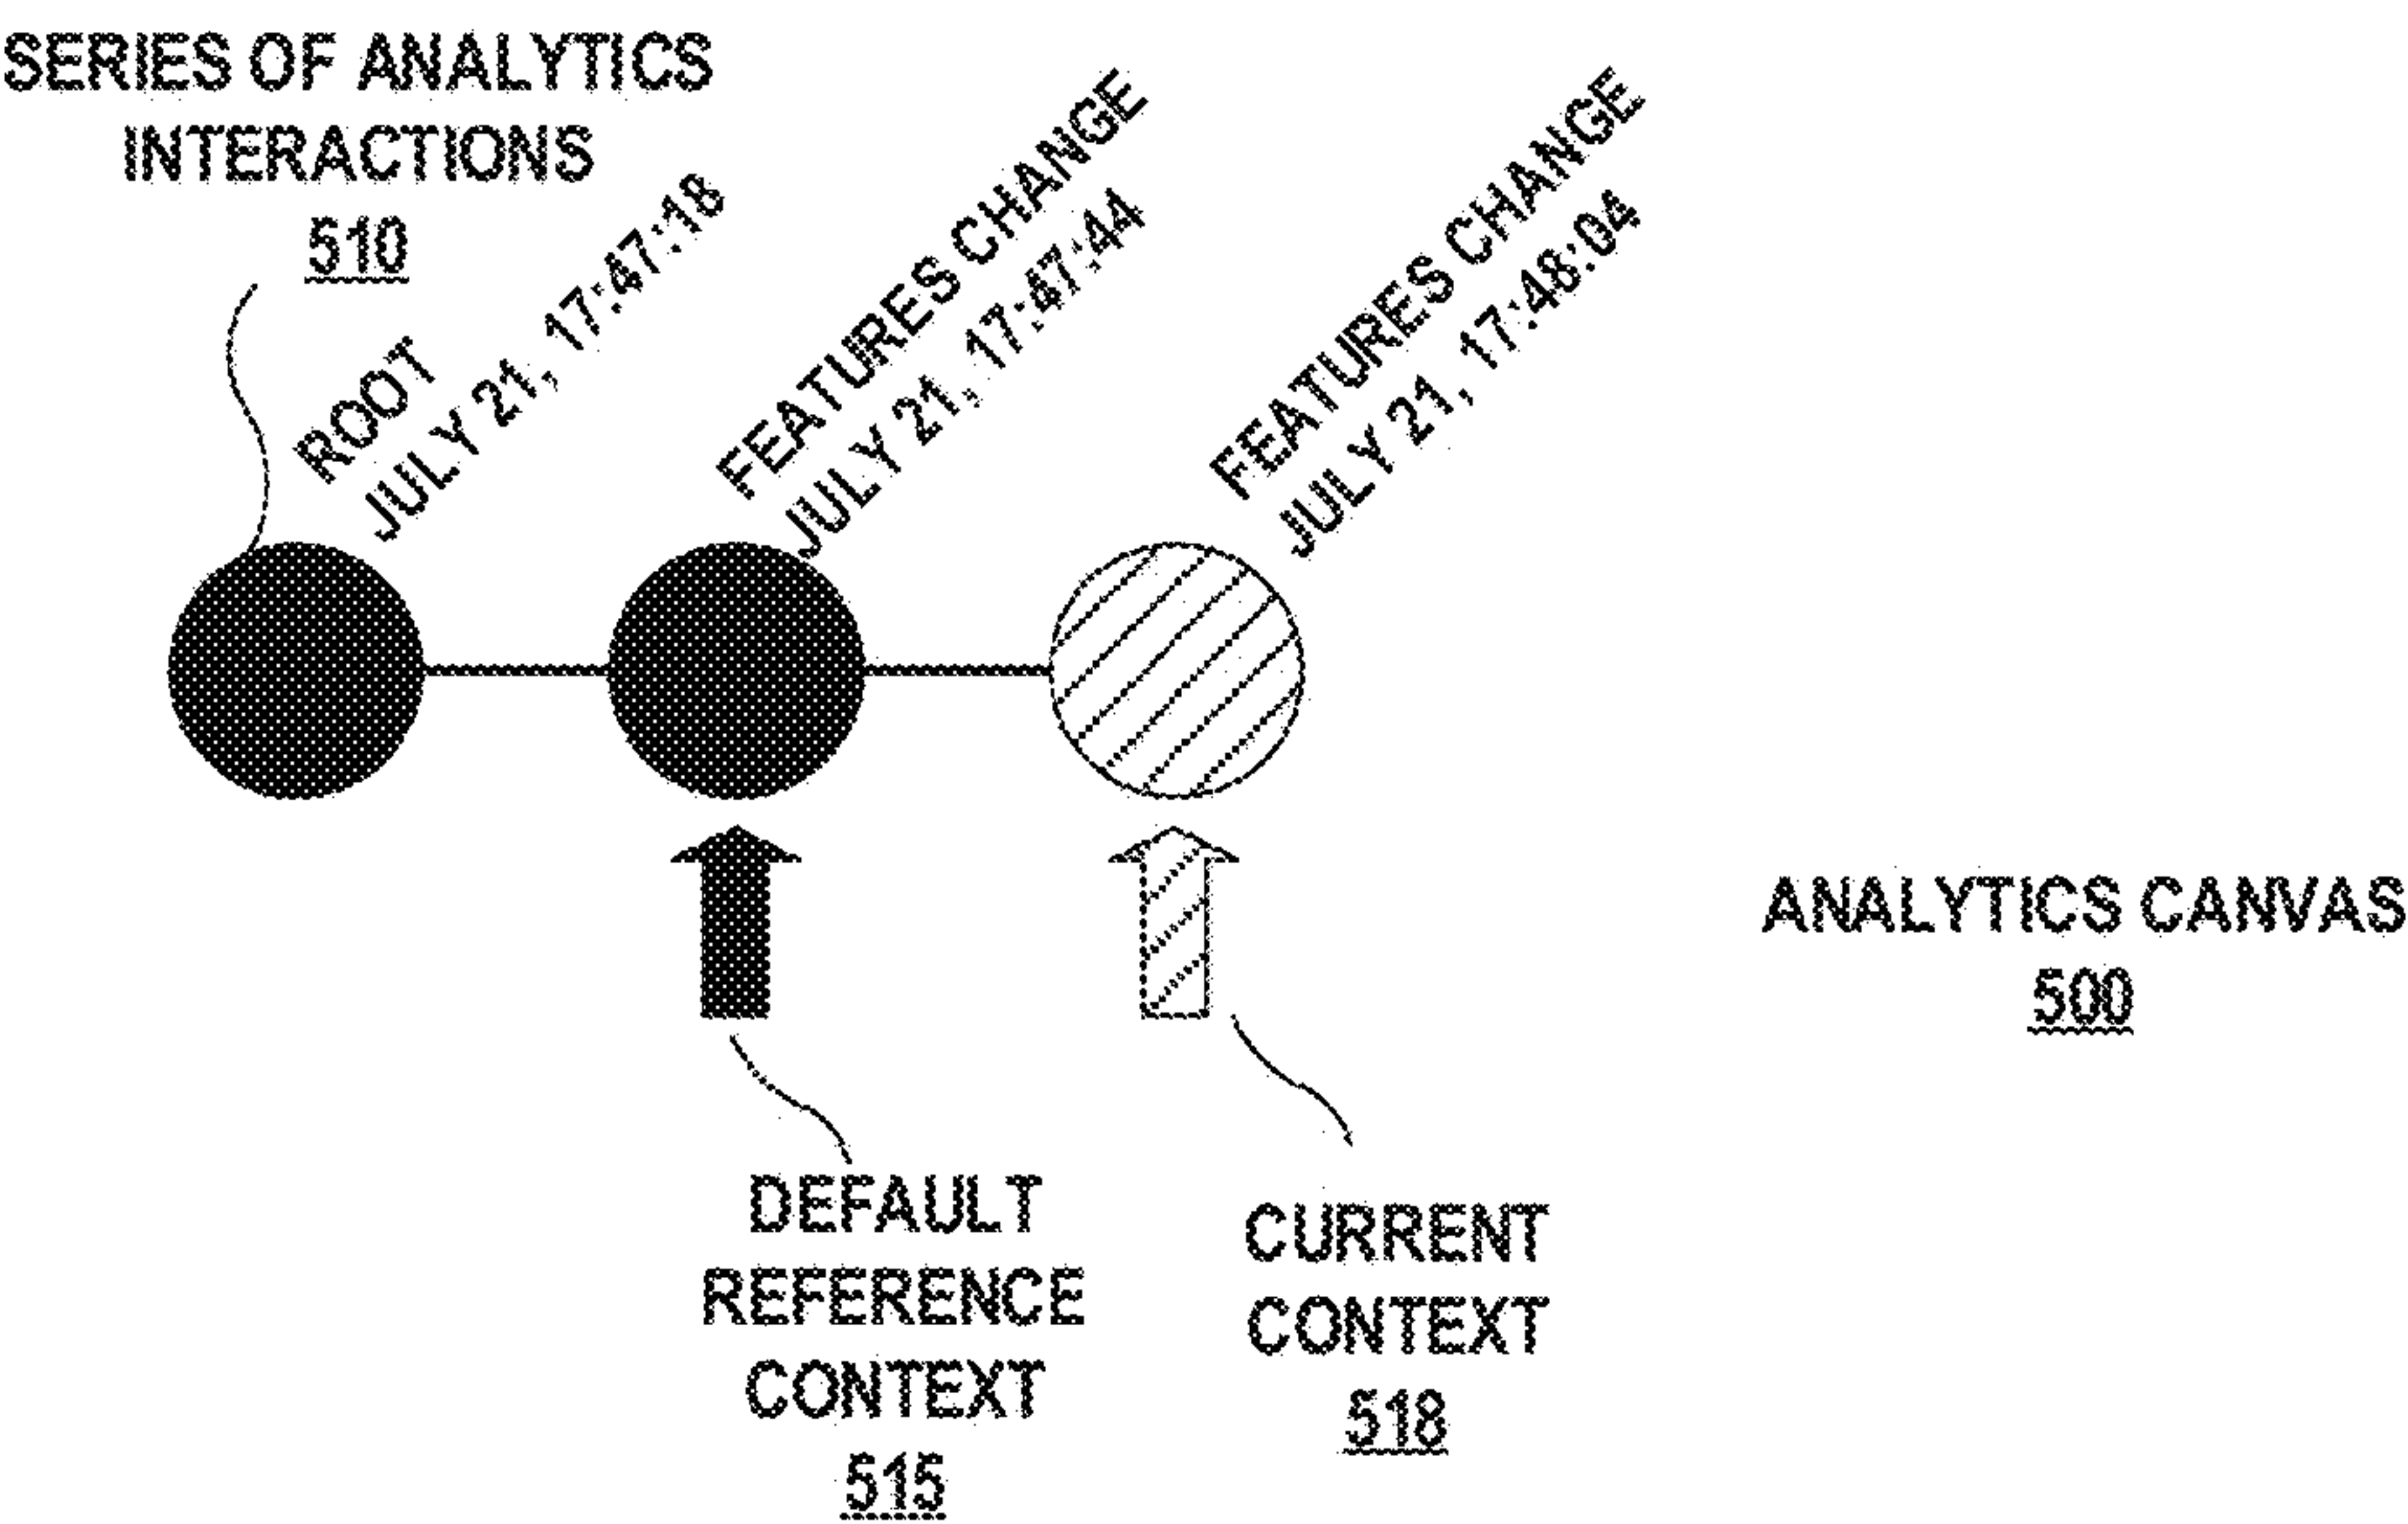 SERIES OF ANALYTICS
INTERACTIONS
510
ROOT
JULY 21, 17:47:18
FEATURES CHANGE
JULY 21, 17:47:44
FEATURES CHANGE
JULY 21, 17:48:04
ANALYTICS CANVAS
500
DEFAULT
REFERENCE
CONTEXT
515
CURRENT
CONTEXT
518